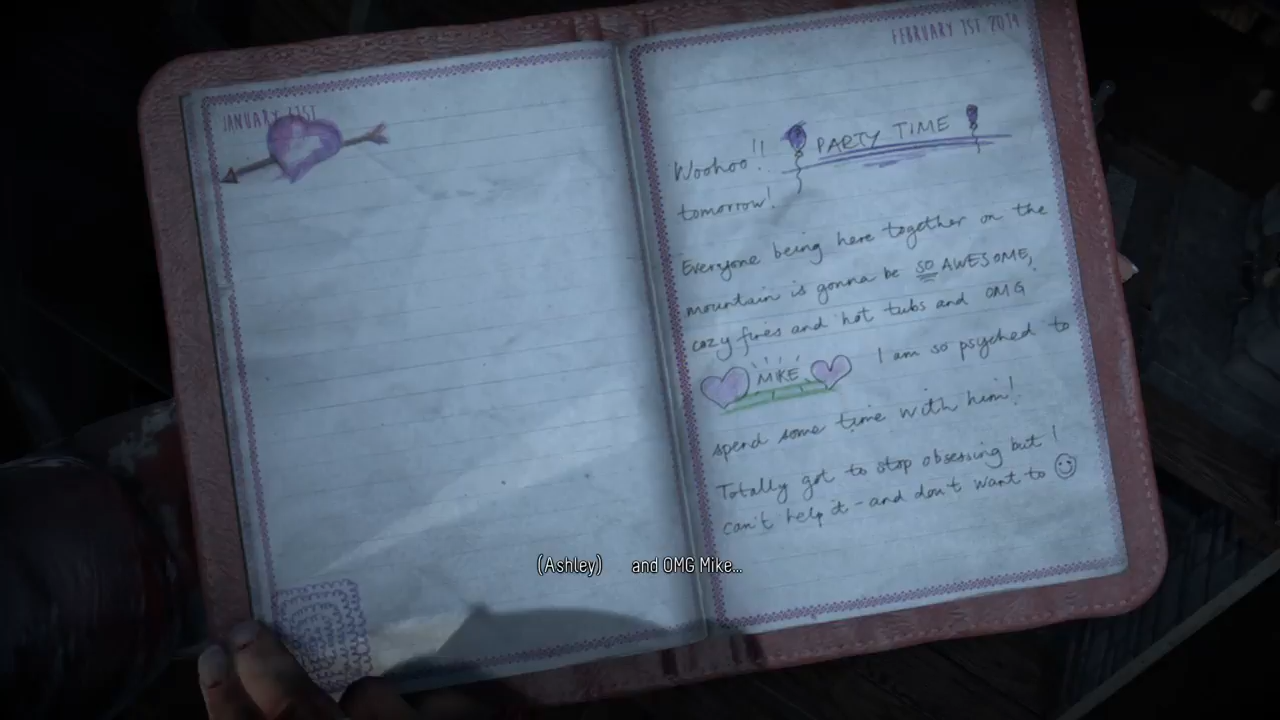 JANUARY 31ST
FEBRUARY 1ST 2014
Woohoo!! PARTY TIME
tomorrow!
Everyone being here together on the
mountain is gonna be SO AWESOME,
cozy fires and hot tubs and OMG
MIKE I am so psyched to
spend some time with him!
Totally got to stop obsessing but I
can't help it - and don't want to
(Ashley) and OMG Mike...